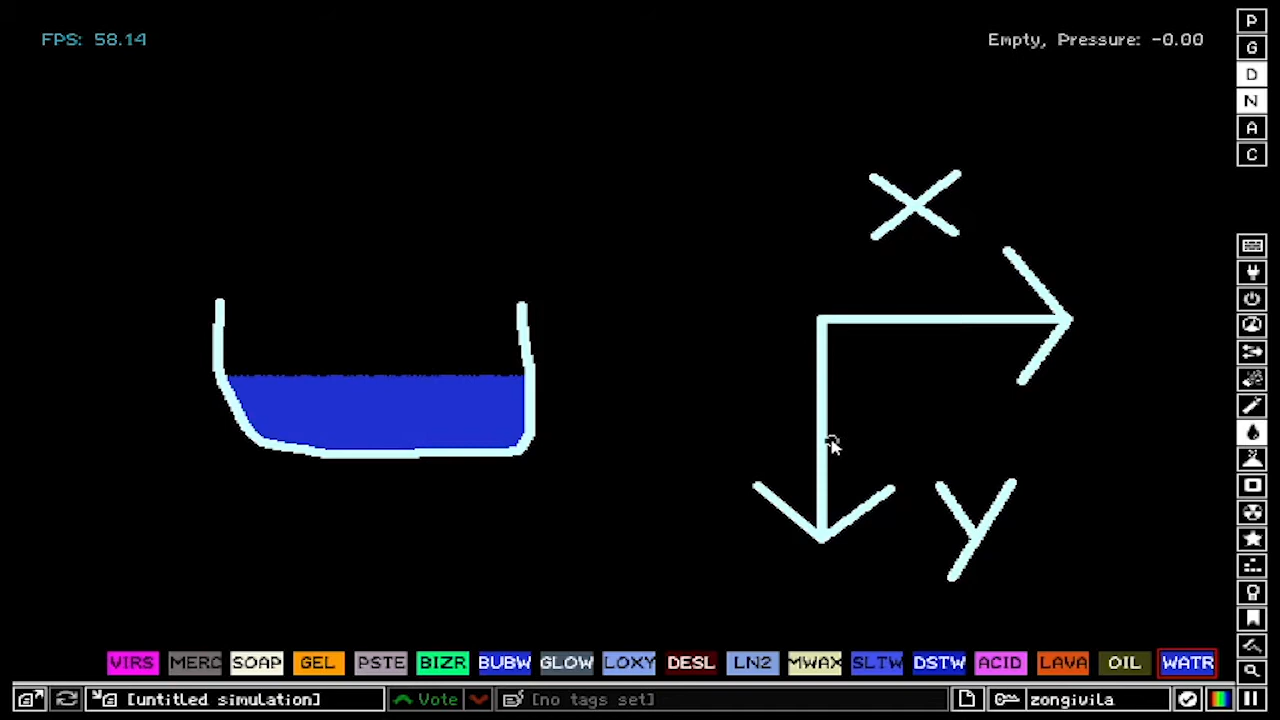 FPS: 58.14
Empty, Pressure: -0.00
P
G
D
N
A
C
X
y
VIRS MERC SOAP GEL PSTE BIZR BUBW GLOW LOXY DESL LN2 MWAX SLTW DSTW ACID LAVA OIL WATR
[untitled simulation] Vote [no tags set] zongivila